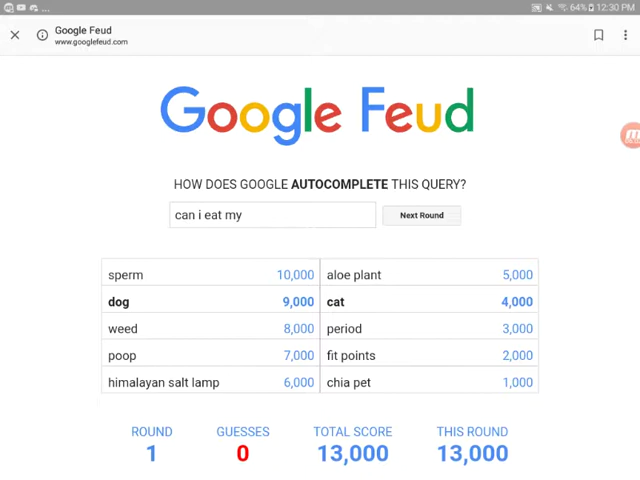 ... 64% 12:30 PM
Google Feud
www.googlefeud.com
Google Feud
HOW DOES GOOGLE AUTOCOMPLETE THIS QUERY?
can i eat my Next Round
sperm 10,000 aloe plant 5,000
dog 9,000 cat 4,000
weed 8,000 period 3,000
poop 7,000 fit points 2,000
himalayan salt lamp 6,000 chia pet 1,000
ROUND GUESSES TOTAL SCORE THIS ROUND
1 0 13,000 13,000